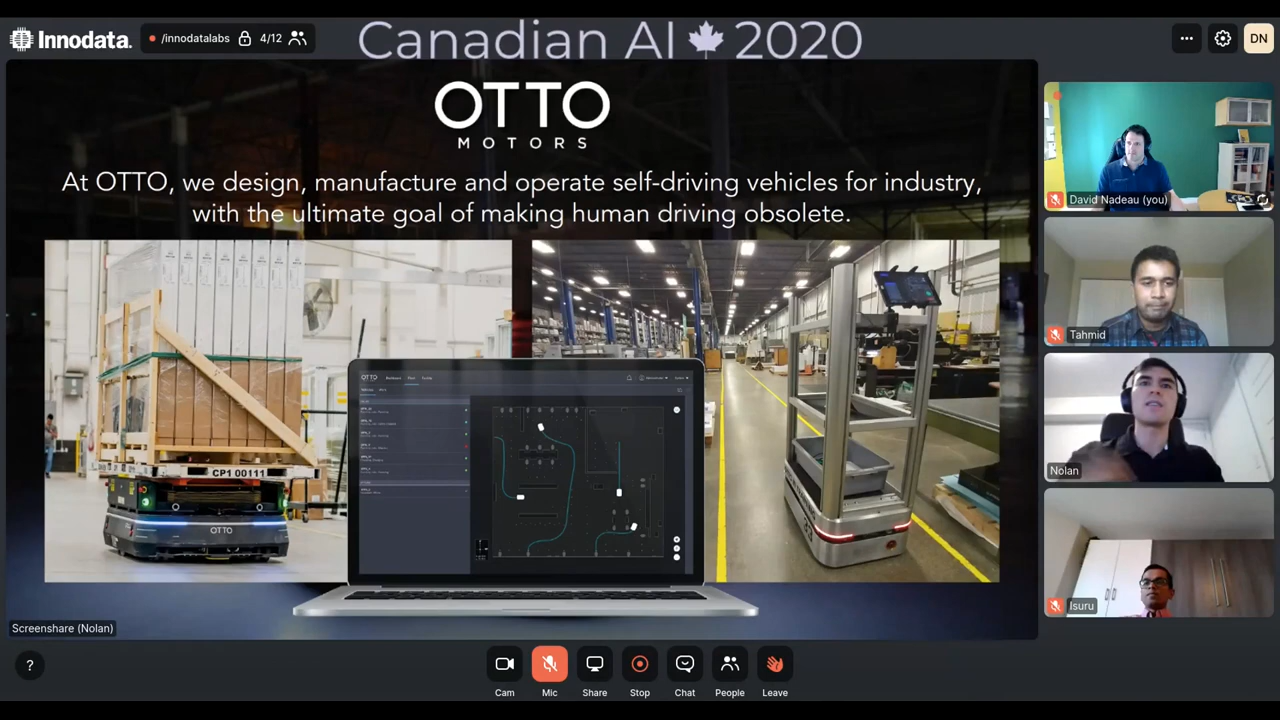 Innodata.
/innodatalabs
4/12
Canadian AI 2020
DN
OTTO
MOTORS
At OTTO, we design, manufacture and operate self-driving vehicles for industry,
with the ultimate goal of making human driving obsolete.
CP1 00111
OTTO
OTTO
Screenshare (Nolan)
David Nadeau (you)
Tahmid
Nolan
Isuru
?
Cam
Mic
Share
Stop
Chat
People
Leave